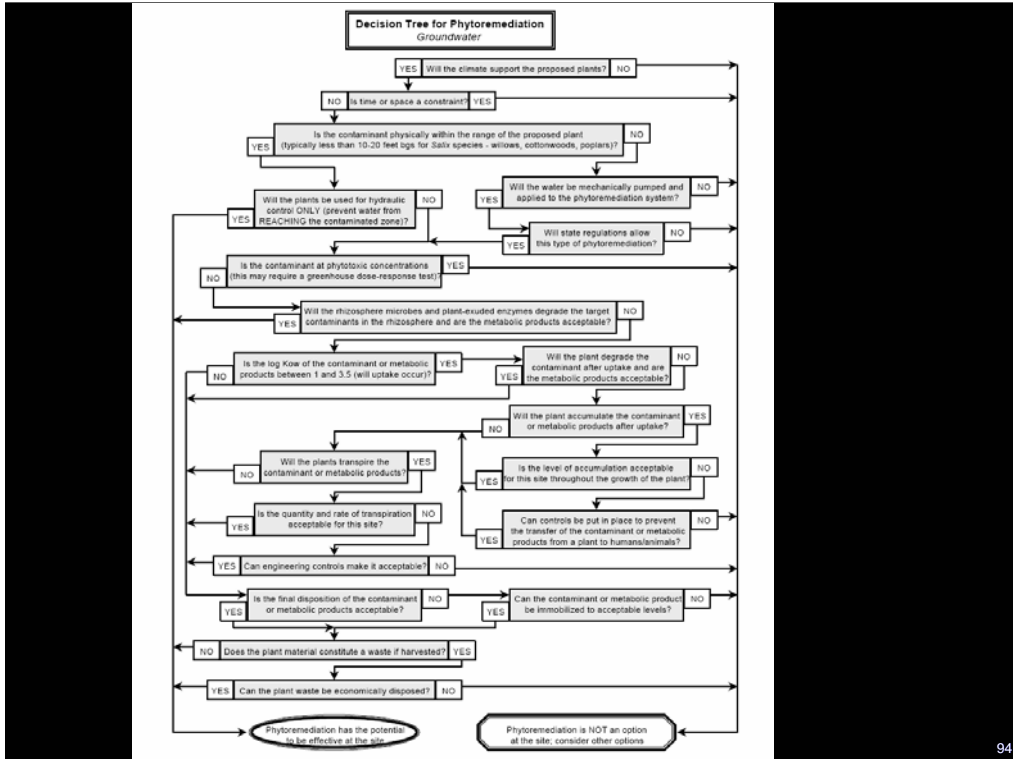 Decision Tree for Phytoremediation
Groundwater
YES Will the climate support the proposed plants? NO
NO Is time or space a constraint? YES
Is the contaminant physically within the range of the proposed plant
(typically less than 10-20 feet bgs for Salix species - willows, cottonwoods, poplars)?
NO
YES
Will the water be mechanically pumped and
applied to the phytoremediation system?
NO
YES
Will the plants be used for hydraulic
control ONLY (prevent water from
REACHING the contaminated zone)?
NO
YES
Will state regulations allow
this type of phytoremediation?
NO
YES
Is the contaminant at phytotoxic concentrations
(this may require a greenhouse dose-response test)?
YES
NO
Will the rhizosphere microbes and plant-exuded enzymes degrade the target
contaminants in the rhizosphere and are the metabolic products acceptable?
NO
YES
Is the log Kow of the contaminant or metabolic
products between 1 and 3.5 (will uptake occur)?
YES
NO
Will the plant degrade the
contaminant after uptake and are
the metabolic products acceptable?
NO
YES
Will the plant accumulate the contaminant
or metabolic products after uptake?
YES
NO
Will the plants transpire the
contaminant or metabolic products?
YES
NO
Is the level of accumulation acceptable
for this site throughout the growth of the plant?
NO
YES
Is the quantity and rate of transpiration
acceptable for this site?
NO
YES
Can controls be put in place to prevent
the transfer of the contaminant or metabolic
products from a plant to humans/animals?
NO
YES
YES Can engineering controls make it acceptable? NO
Is the final disposition of the contaminant
or metabolic products acceptable?
NO
YES
Can the contaminant or metabolic product
be immobilized to acceptable levels?
NO
YES
NO Does the plant material constitute a waste if harvested? YES
YES Can the plant waste be economically disposed? NO
Phytoremediation has the potential
to be effective at the site
Phytoremediation is NOT an option
at the site; consider other options
94